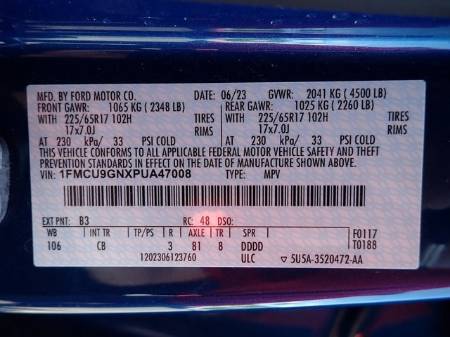 MFD. BY FORD MOTOR CO. 06/23 GVWR: 2041 KG (4500 LB)
FRONT GAWR: 1065 KG (2348 LB) REAR GAWR: 1025 KG (2260 LB)
WITH 225/65R17 102H TIRES WITH 225/65R17 102H TIRES
17x7.0J RIMS 17x7.0J RIMS
AT 230 kPa/ 33 PSI COLD AT 230 kPa/ 33 PSI COLD
THIS VEHICLE CONFORMS TO ALL APPLICABLE FEDERAL MOTOR VEHICLE
SAFETY AND THEFT PREVENTION STANDARDS IN EFFECT ON THE DATE OF
MANUFACTURE SHOWN ABOVE.
VIN: 1FMCU9GNXPUA47008 TYPE: MPV
EXT PNT: B3 RC: 48 DSO: F0117
WB INT TR TP/PS R AXLE TR SPR T0188
106 CB 3 81 8 DDDD
1202306123760 ULC 5U5A-3520472-AA